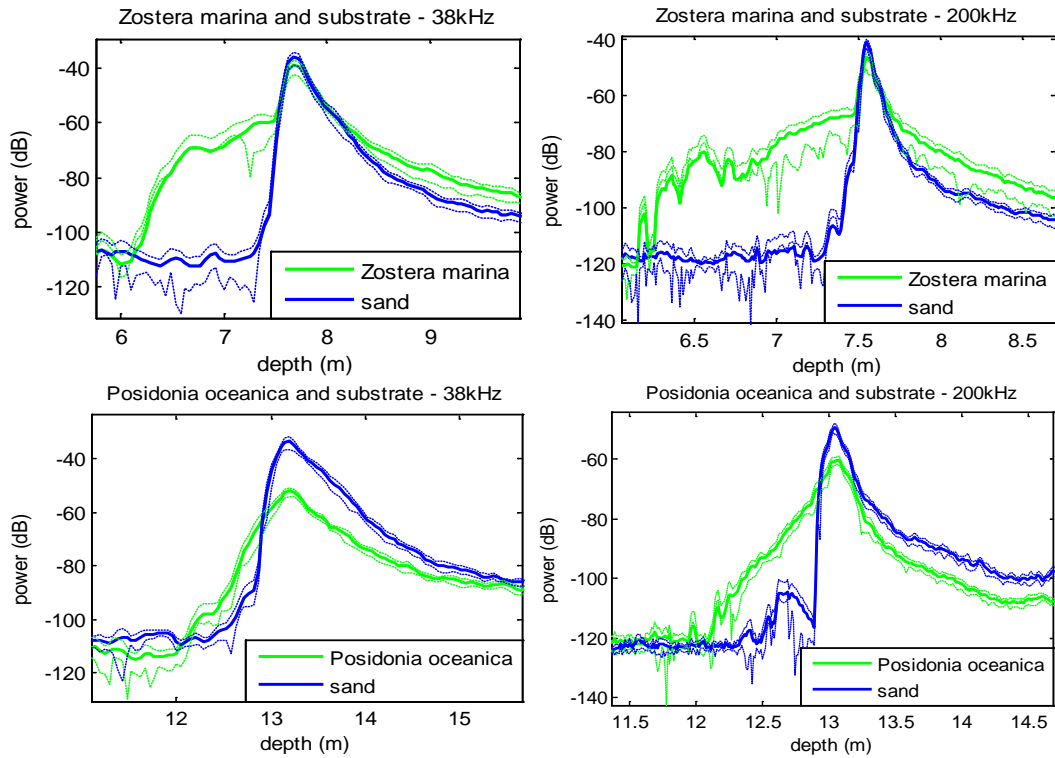 Zostera marina and substrate - 38kHz
power (dB)
-40
-60
-80
-100
-120
6
7
8
9
depth (m)
Zostera marina
sand
Zostera marina and substrate - 200kHz
power (dB)
-40
-60
-80
-100
-120
-140
6.5
7
7.5
8
8.5
depth (m)
Zostera marina
sand
Posidonia oceanica and substrate - 38kHz
power (dB)
-40
-60
-80
-100
-120
12
13
14
15
depth (m)
Posidonia oceanica
sand
Posidonia oceanica and substrate - 200kHz
power (dB)
-60
-80
-100
-120
-140
11.5
12
12.5
13
13.5
14
14.5
depth (m)
Posidonia oceanica
sand